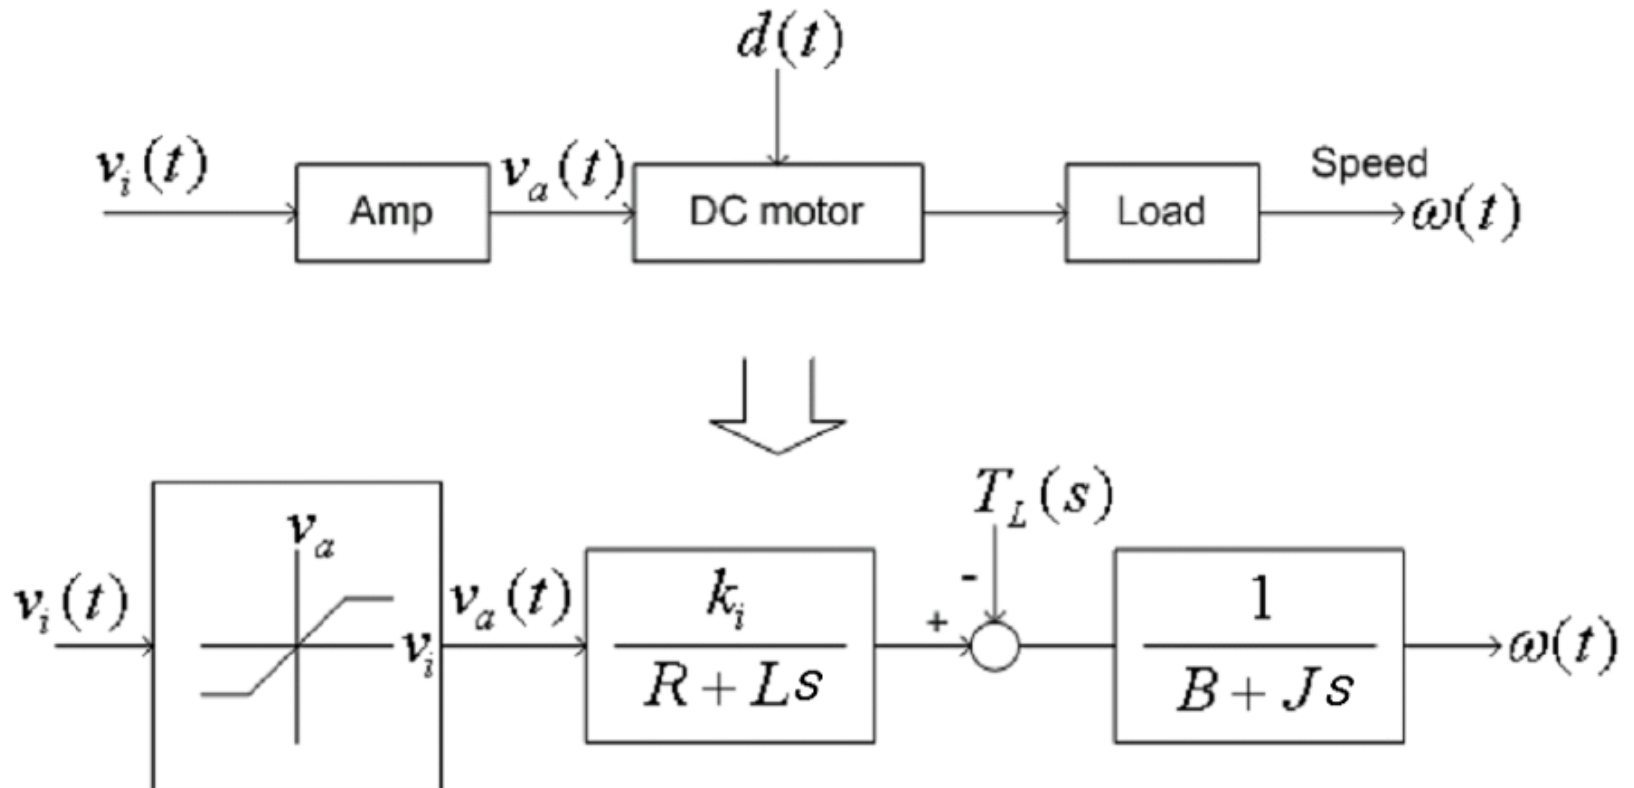 d(t)
v_i(t)
Amp
v_a(t)
DC motor
Load
Speed
ω(t)
T_L(s)
v_i(t)
v_a
v_i
v_a(t)
k_i
R + Ls
+
-
1
B + Js
ω(t)